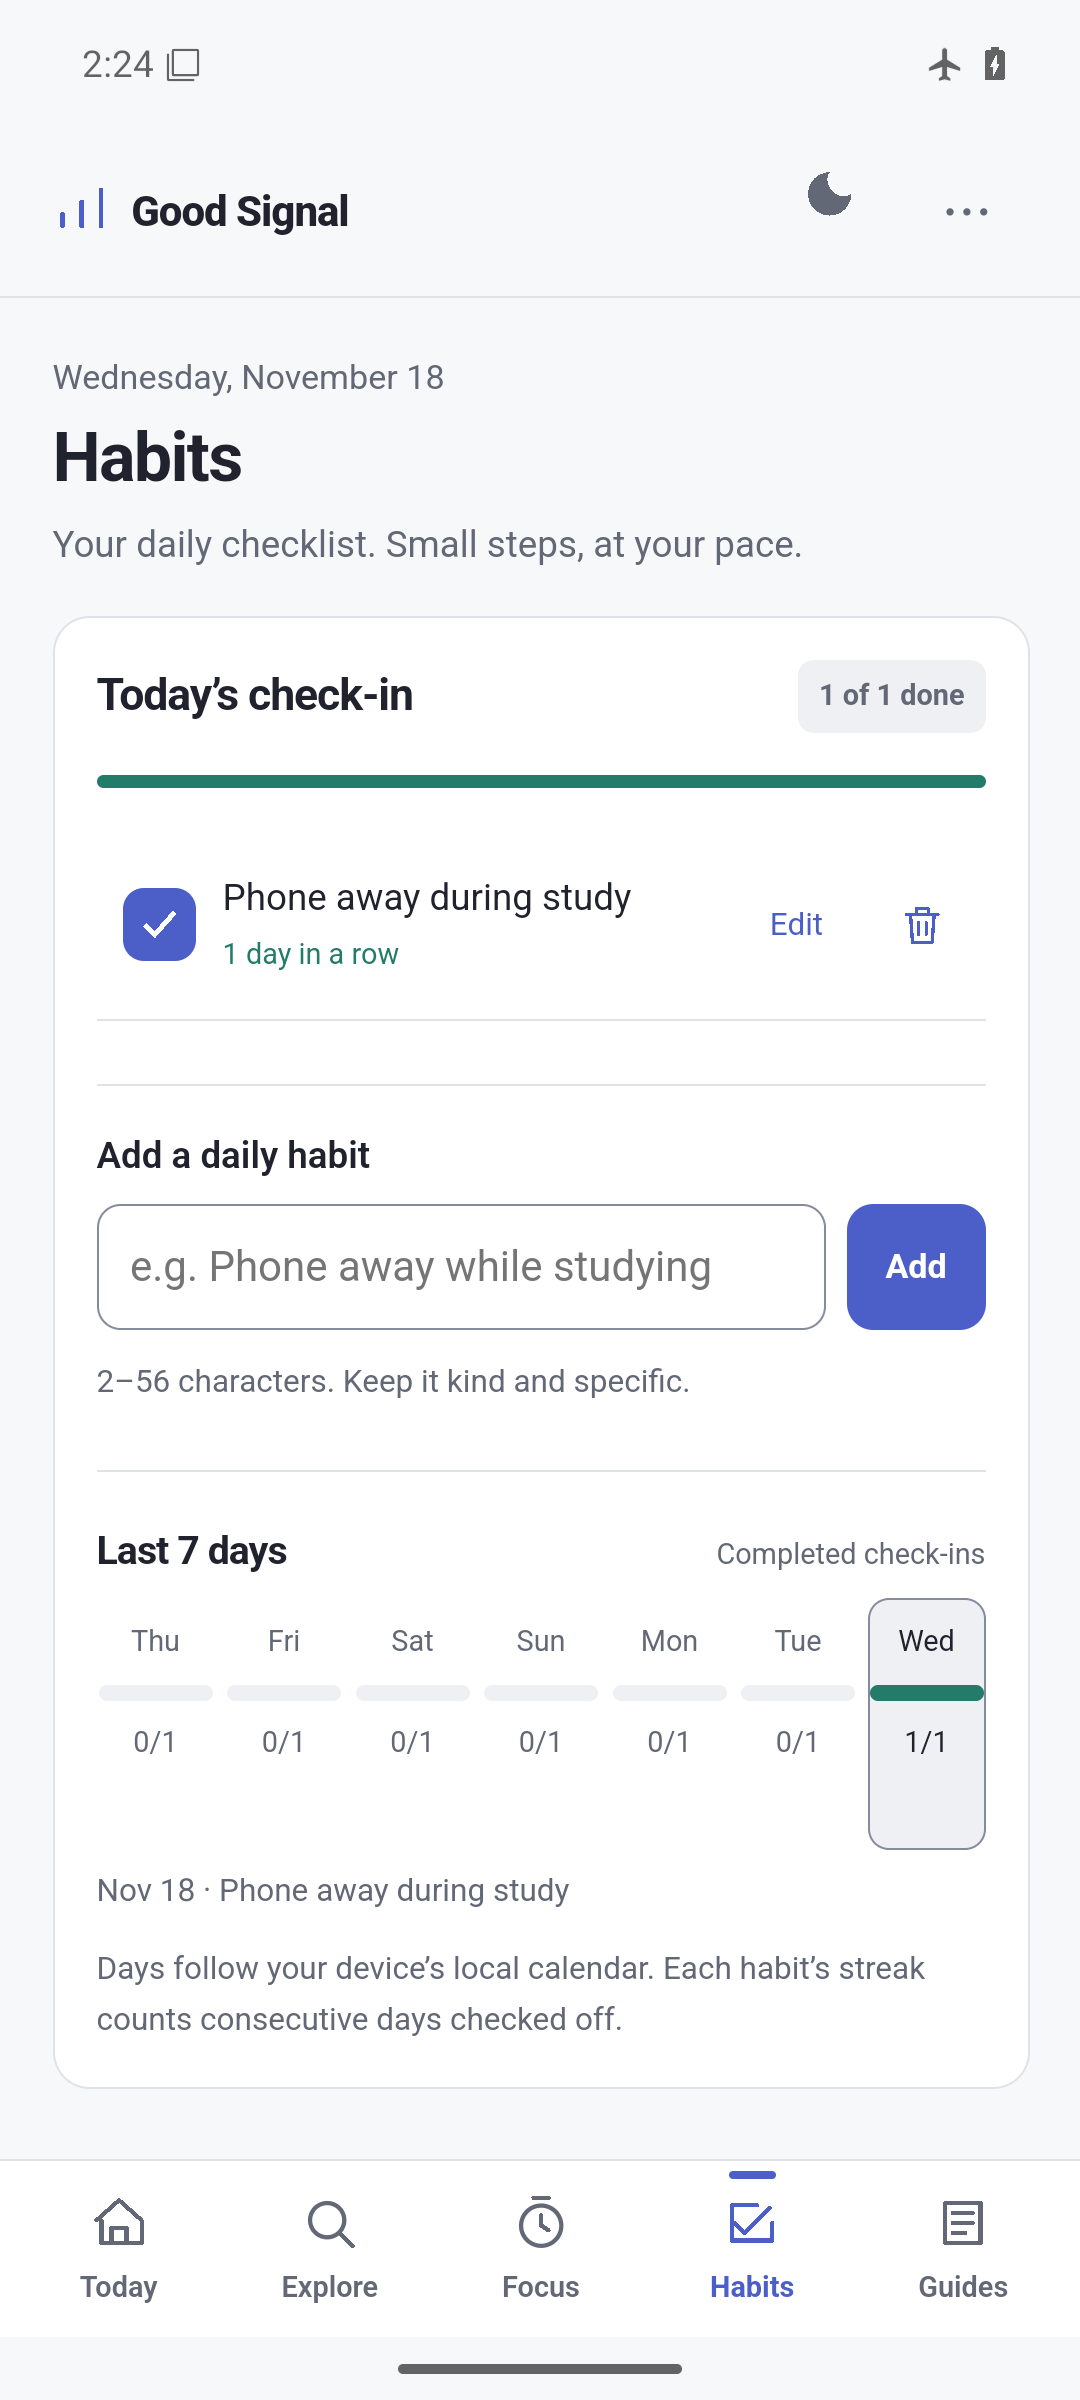 2:24
Good Signal
Wednesday, November 18
Habits
Your daily checklist. Small steps, at your pace.
Today’s check-in
1 of 1 done
Phone away during study
1 day in a row
Edit
Add a daily habit
e.g. Phone away while studying
Add
2–56 characters. Keep it kind and specific.
Last 7 days
Completed check-ins
Thu Fri Sat Sun Mon Tue Wed
0/1 0/1 0/1 0/1 0/1 0/1 1/1
Nov 18 · Phone away during study
Days follow your device’s local calendar. Each habit’s streak
counts consecutive days checked off.
Today Explore Focus Habits Guides